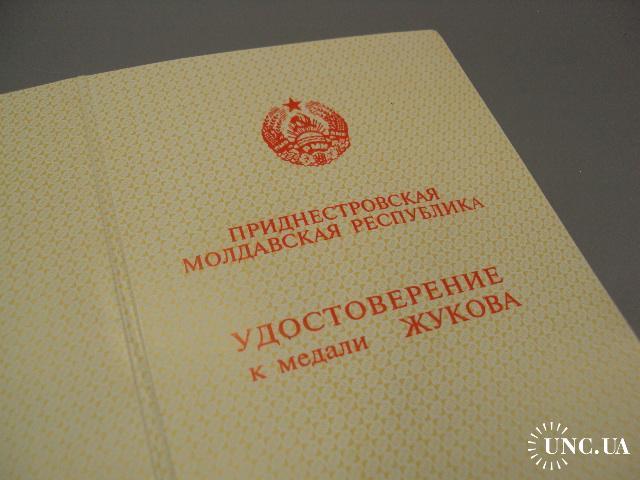 ПРИДНЕСТРОВСКАЯ
МОЛДАВСКАЯ РЕСПУБЛИКА
УДОСТОВЕРЕНИЕ
к медали ЖУКОВА
UNC.UA